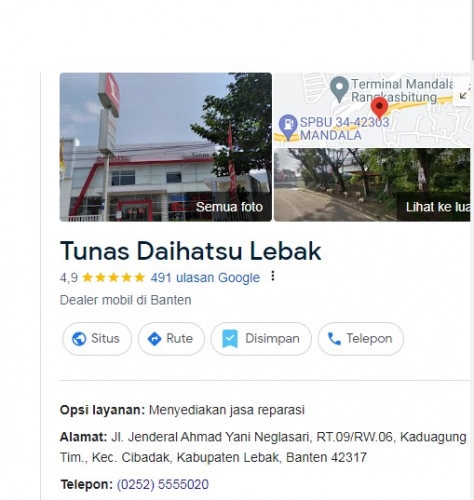 Terminal Mandala
Rangkasbitung
SPBU 34-42303
MANDALA
DAIHATSU
Tunas
Semua foto
Lihat ke lua
Tunas Daihatsu Lebak
4,9 491 ulasan Google
Dealer mobil di Banten
Situs Rute Disimpan Telepon
Opsi layanan: Menyediakan jasa reparasi
Alamat: Jl. Jenderal Ahmad Yani Neglasari, RT.09/RW.06, Kaduagung
Tim., Kec. Cibadak, Kabupaten Lebak, Banten 42317
Telepon: (0252) 5555020